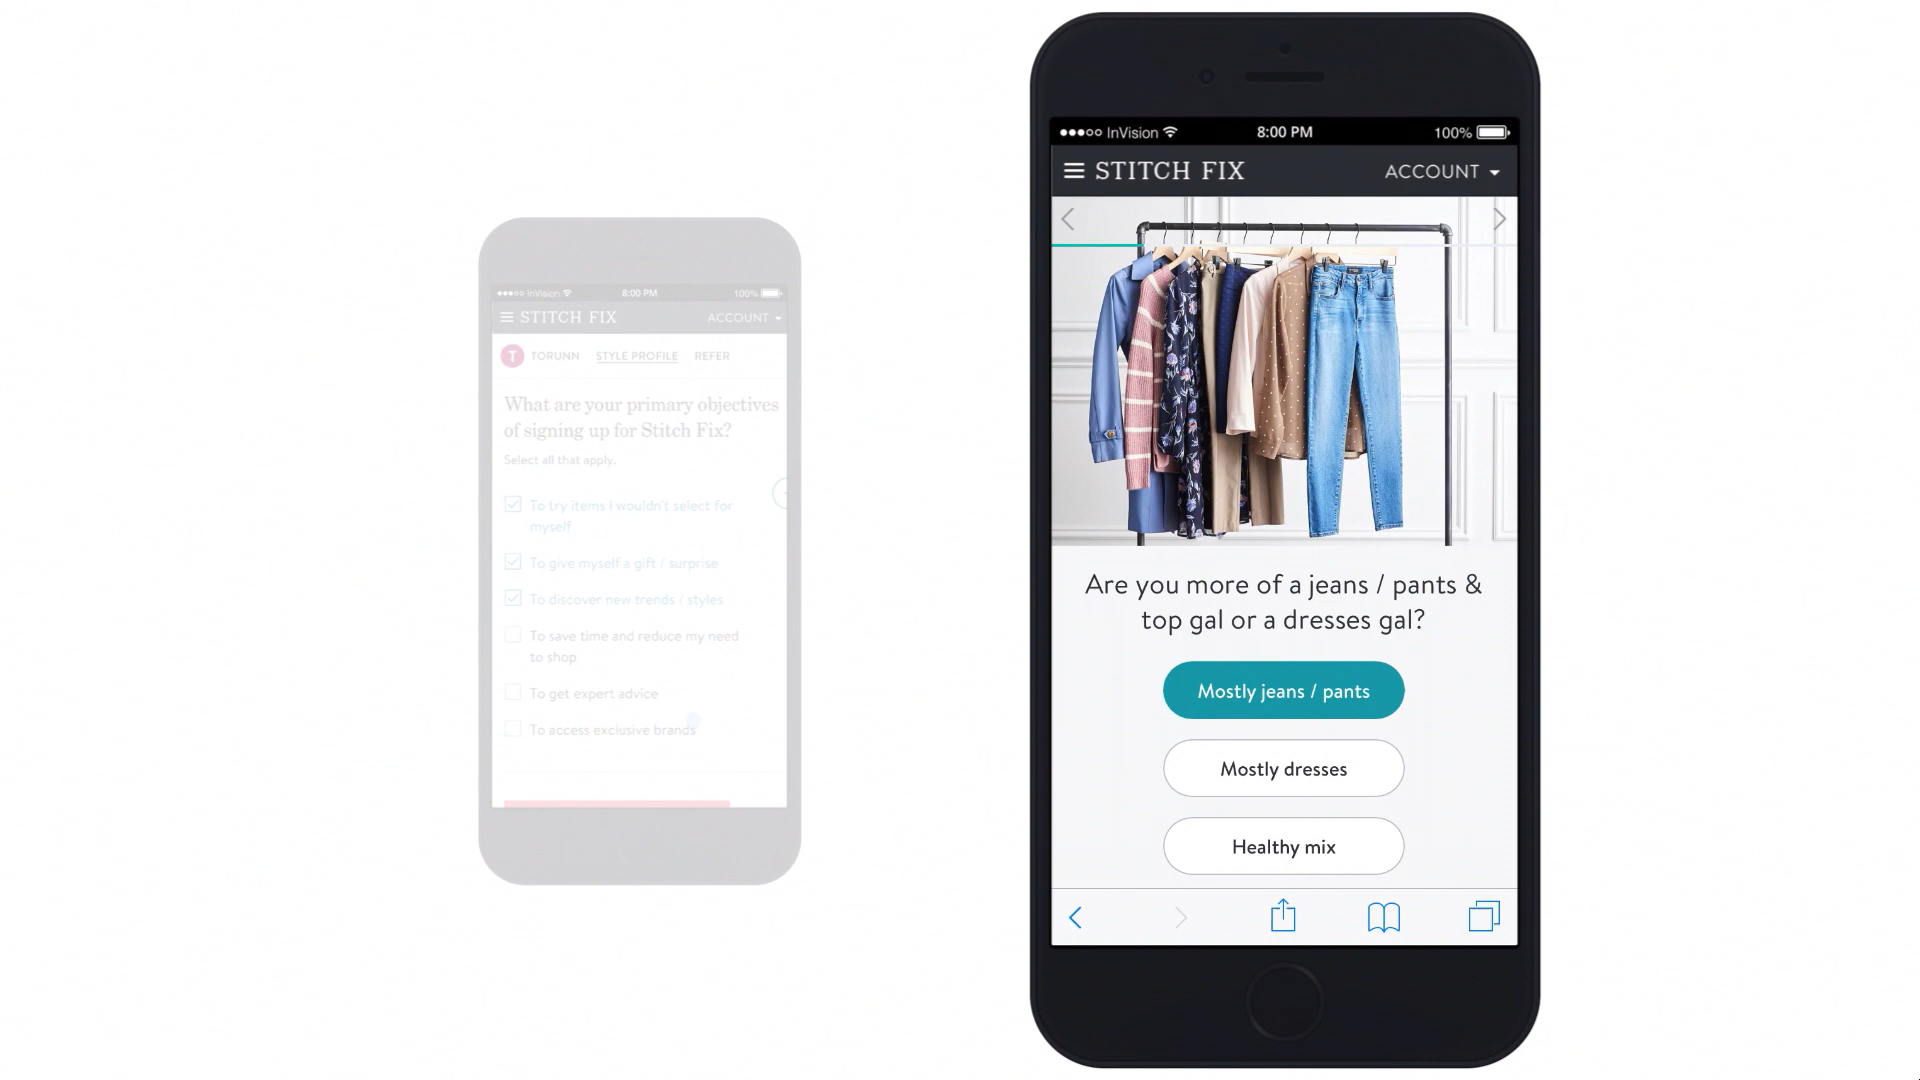 InVision
8:00 PM
100%
STITCH FIX
ACCOUNT
T
TORUNN
STYLE PROFILE
REFER
What are your primary objectives
of signing up for Stitch Fix?
Select all that apply.
To try items I wouldn't select for
myself
To give myself a gift / surprise
To discover new trends / styles
To save time and reduce my need
to shop
To get expert advice
To access exclusive brands
InVision
8:00 PM
100%
STITCH FIX
ACCOUNT
Are you more of a jeans / pants &
top gal or a dresses gal?
Mostly jeans / pants
Mostly dresses
Healthy mix